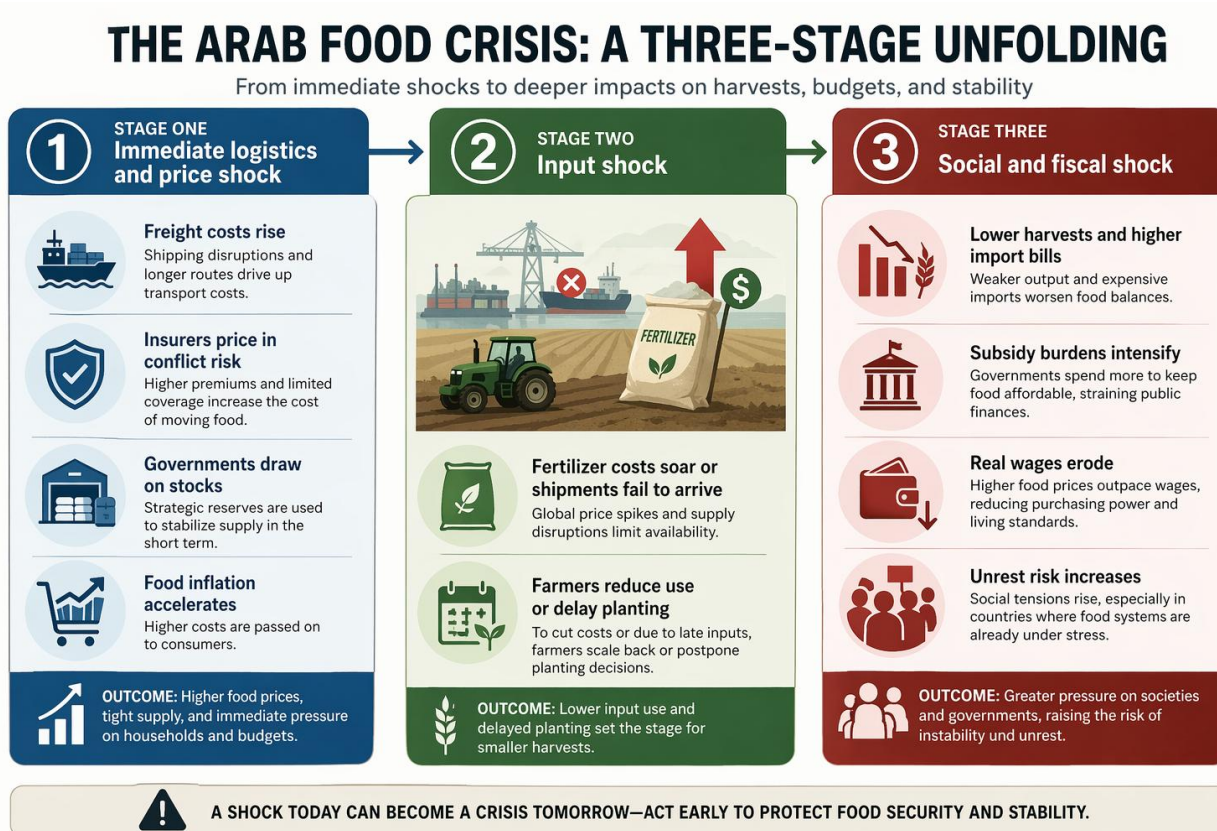 THE ARAB FOOD CRISIS: A THREE-STAGE UNFOLDING
From immediate shocks to deeper impacts on harvests, budgets, and stability
1
STAGE ONE
Immediate logistics
and price shock
Freight costs rise
Shipping disruptions and
longer routes drive up
transport costs.
Insurers price in
conflict risk
Higher premiums and limited
coverage increase the cost
of moving food.
Governments draw
on stocks
Strategic reserves are used
to stabilize supply in the
short term.
Food inflation
accelerates
Higher costs are passed on
to consumers.
OUTCOME: Higher food prices,
tight supply, and immediate pressure
on households and budgets.
2
STAGE TWO
Input shock
$
FERTILIZER
Fertilizer costs soar or
shipments fail to arrive
Global price spikes and supply
disruptions limit availability.
Farmers reduce use
or delay planting
To cut costs or due to late inputs,
farmers scale back or postpone
planting decisions.
OUTCOME: Lower input use and
delayed planting set the stage for
smaller harvests.
3
STAGE THREE
Social and fiscal shock
Lower harvests and higher
import bills
Weaker output and expensive
imports worsen food balances.
Subsidy burdens intensify
Governments spend more to keep
food affordable, straining public
finances.
Real wages erode
Higher food prices outpace wages,
reducing purchasing power and
living standards.
Unrest risk increases
Social tensions rise, especially in
countries where food systems are
already under stress.
OUTCOME: Greater pressure on societies
and governments, raising the risk of
instability und unrest.
A SHOCK TODAY CAN BECOME A CRISIS TOMORROW—ACT EARLY TO PROTECT FOOD SECURITY AND STABILITY.